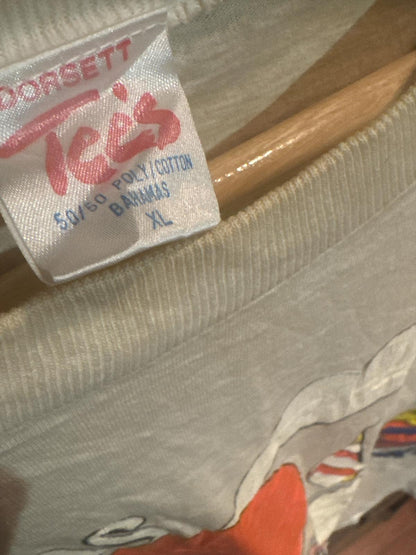 DORSETT
Tee's
50/50 POLY/COTTON
BAHAMAS
XL